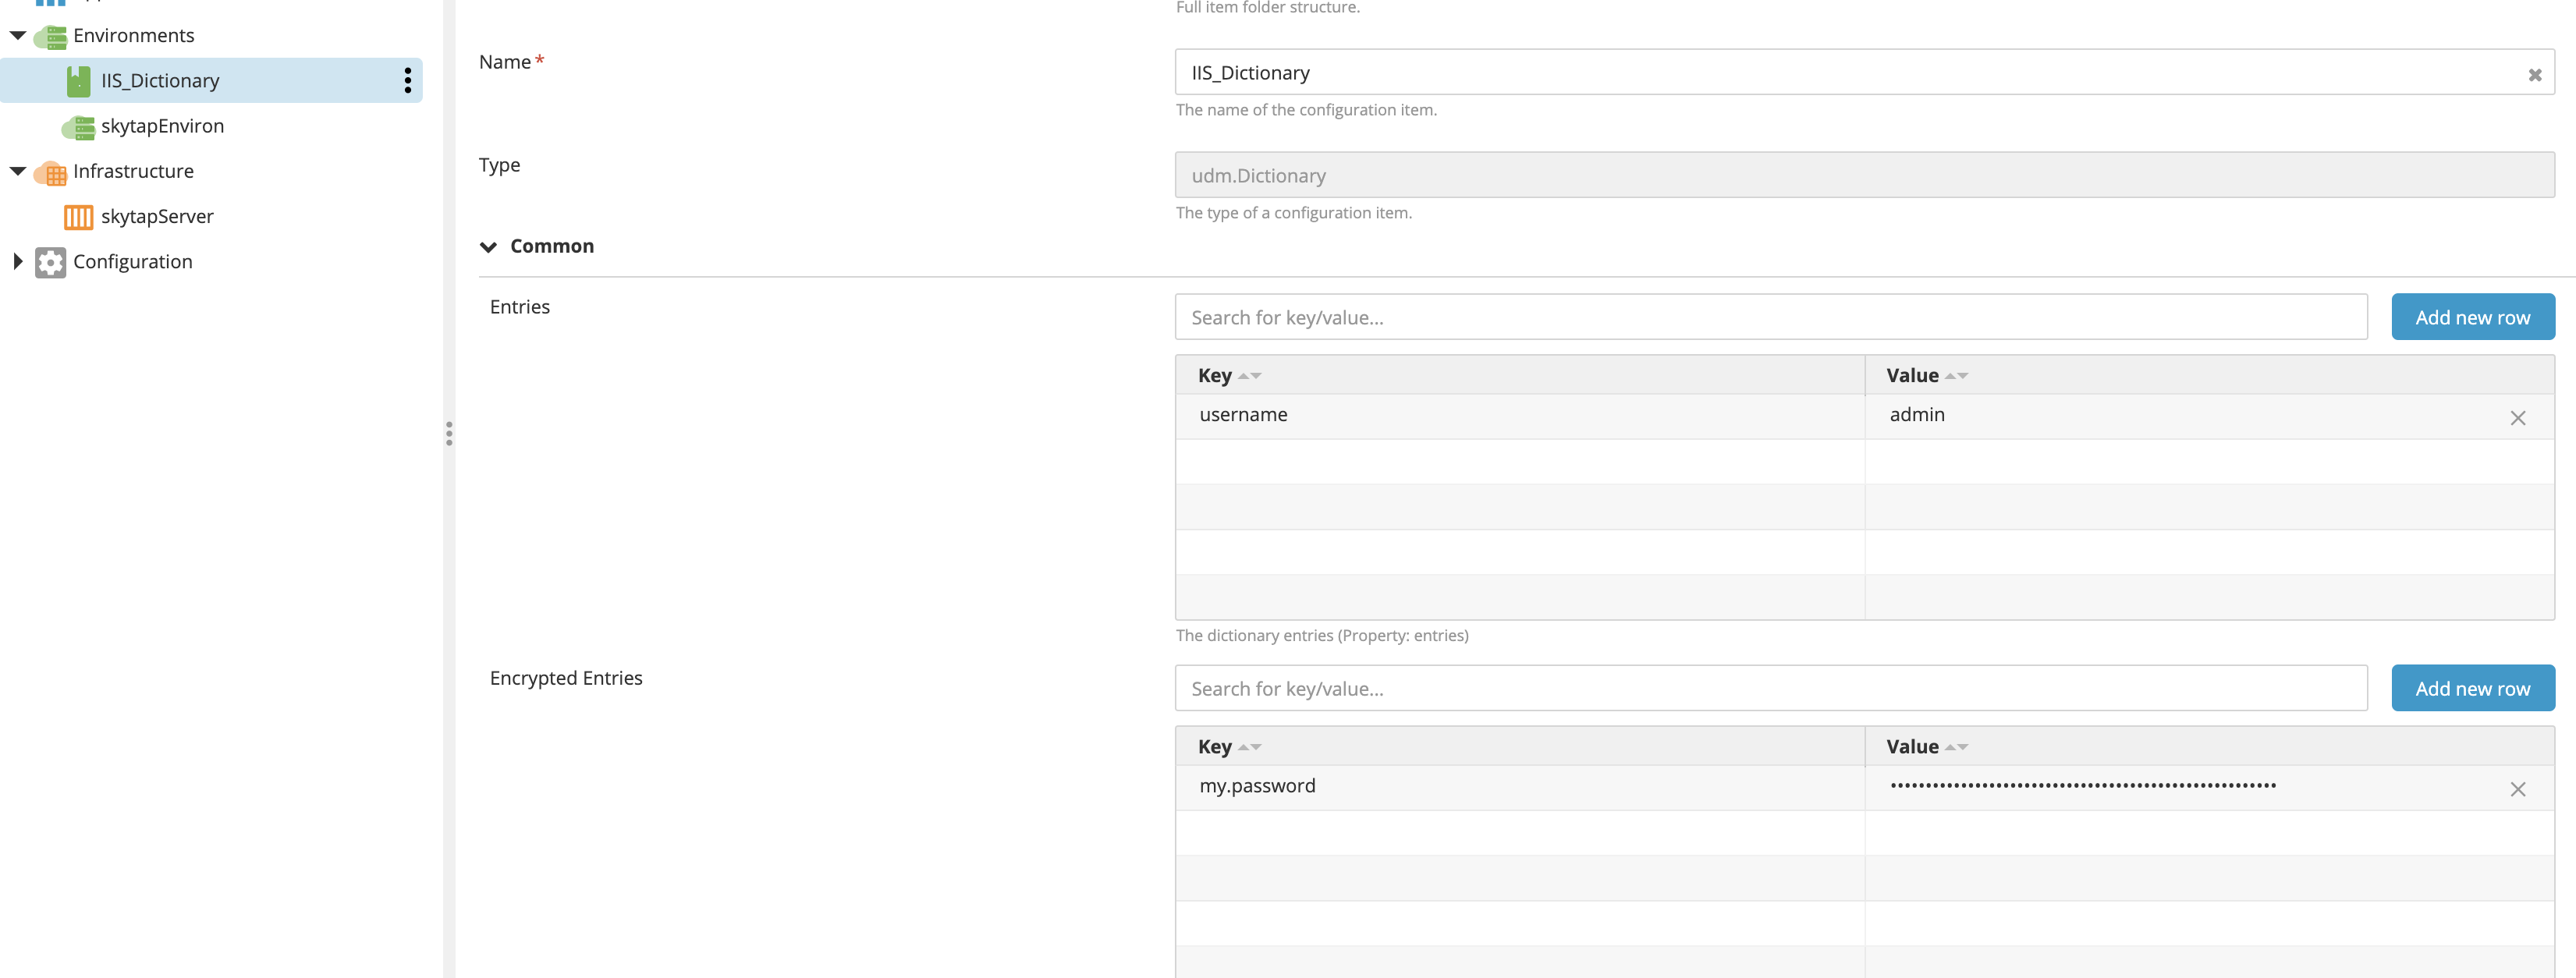 Environments
IIS_Dictionary
skytapEnviron
Infrastructure
skytapServer
Configuration
Full item folder structure.
Name*
IIS_Dictionary
The name of the configuration item.
Type
udm.Dictionary
The type of a configuration item.
Common
Entries
Search for key/value...
Add new row
Key Value
username admin
The dictionary entries (Property: entries)
Encrypted Entries
Search for key/value...
Add new row
Key Value
my.password •••••••••••••••••••••••••••••••••••••••••••••••••••••••